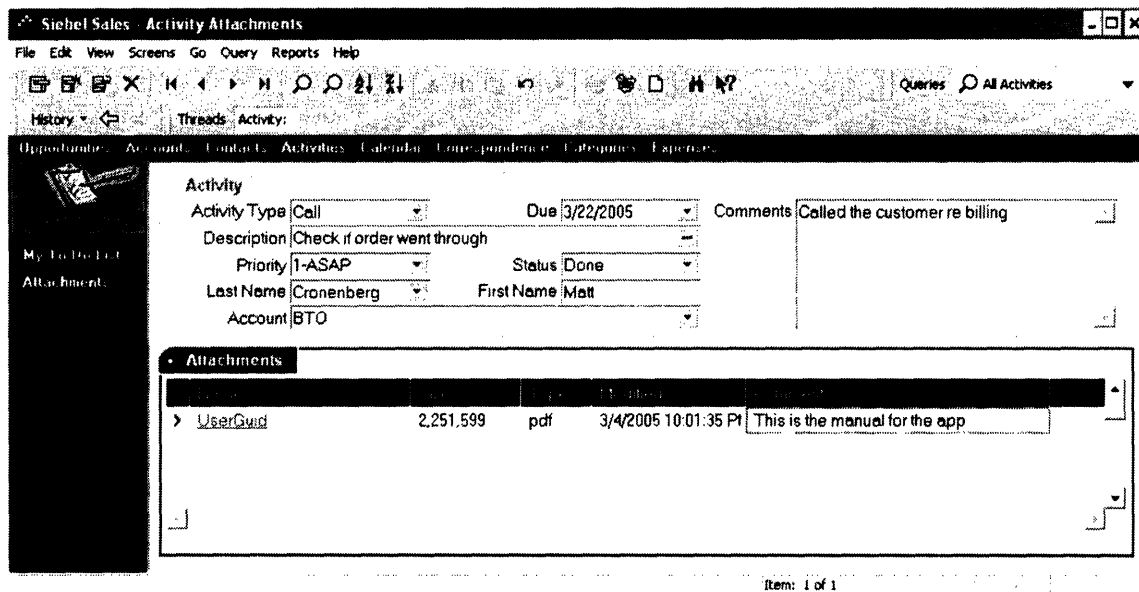 Siebel Sales - Activity Attachments
File Edit View Screens Go Query Reports Help
Queries All Activities
History Threads Activity:
Opportunities Accounts Contacts Activities Calendar Correspondence Categories Expenses
Activity
Activity Type Call Due 3/22/2005 Comments Called the customer re billing
Description Check if order went through
My To Do List
Priority 1-ASAP Status Done
Attachments
Last Name Cronenberg First Name Matt
Account BTO
Attachments
UserGuid 2,251,599 pdf 3/4/2005 10:01:35 PM This is the manual for the app
Item: 1 of 1